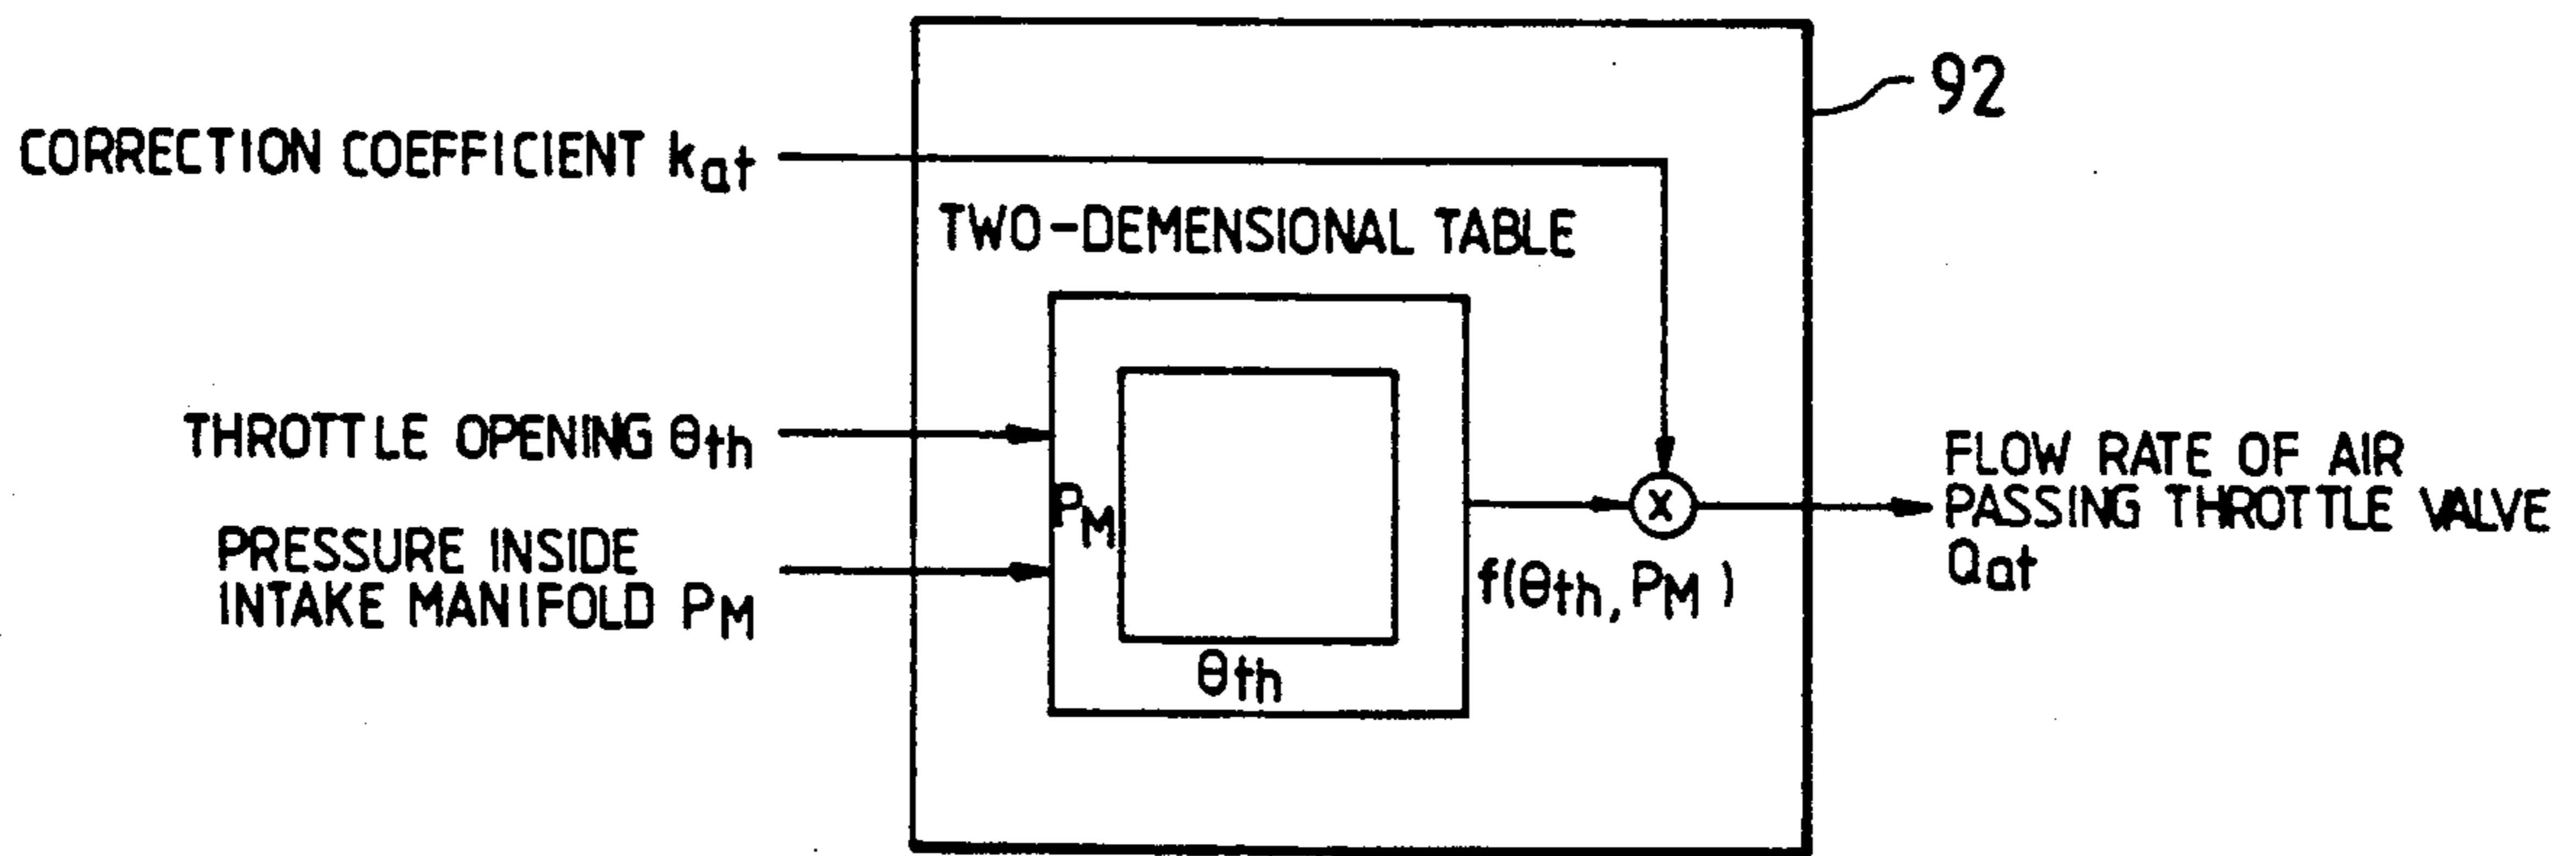 92
CORRECTION COEFFICIENT kat
TWO-DEMENSIONAL TABLE
THROTTLE OPENING θth
PRESSURE INSIDE
INTAKE MANIFOLD PM
PM
θth
f(θth, PM)
X
FLOW RATE OF AIR
PASSING THROTTLE VALVE
Qat